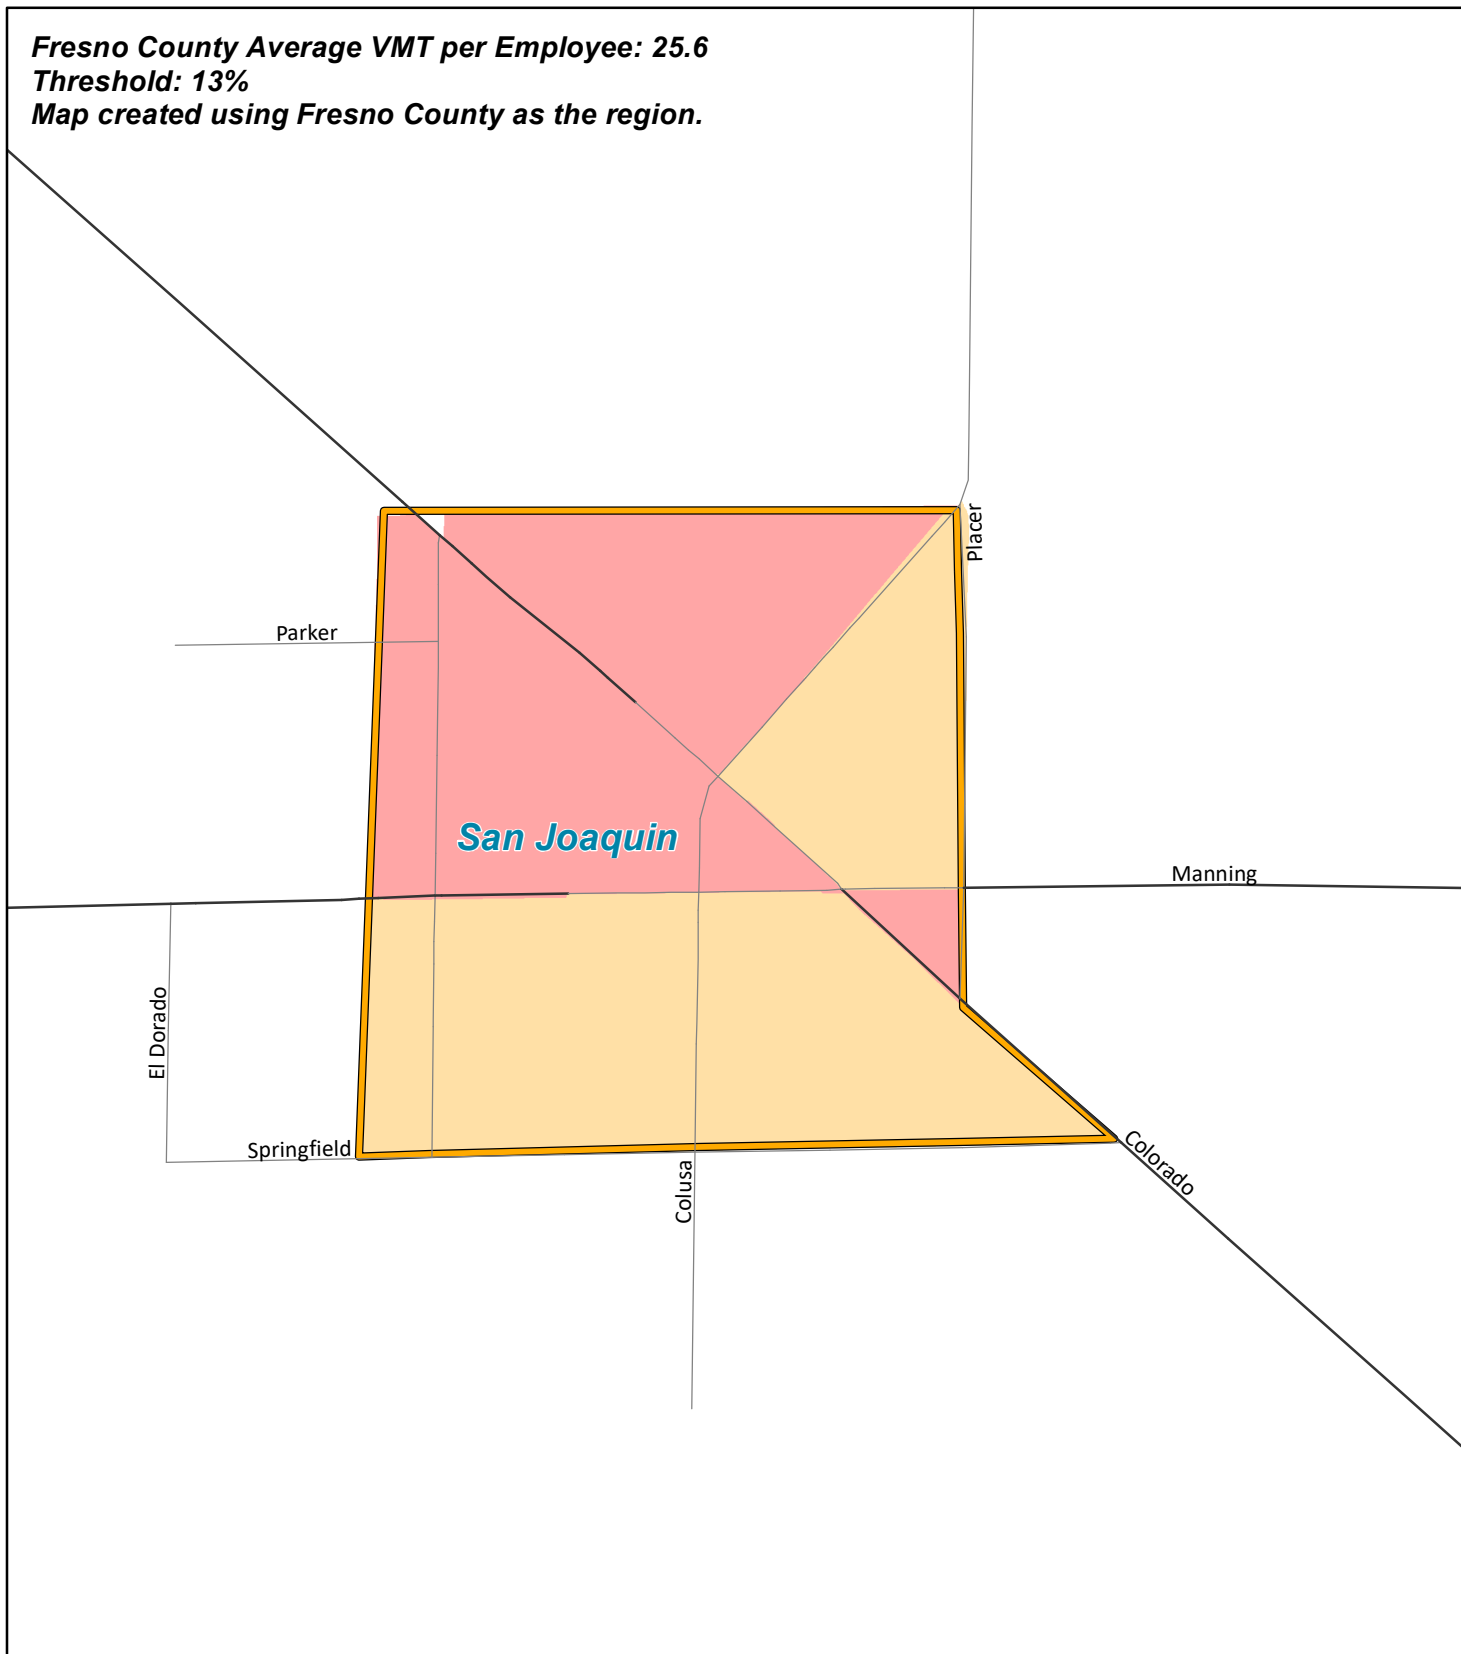 Fresno County Average VMT per Employee: 25.6
Threshold: 13%
Map created using Fresno County as the region.
Placer
Parker
San Joaquin
Manning
El Dorado
Springfield
Colusa
Colorado